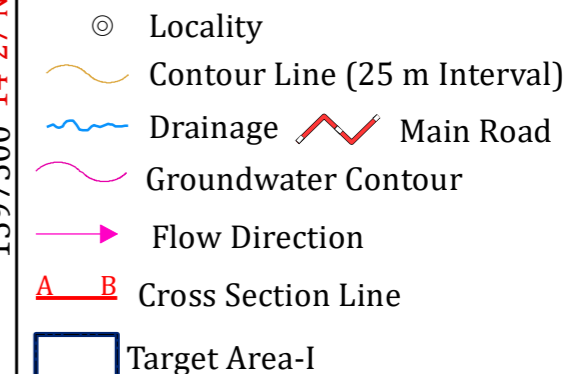 Locality
Contour Line (25 m Interval)
Drainage Main Road
Groundwater Contour
Flow Direction
A B Cross Section Line
Target Area-I